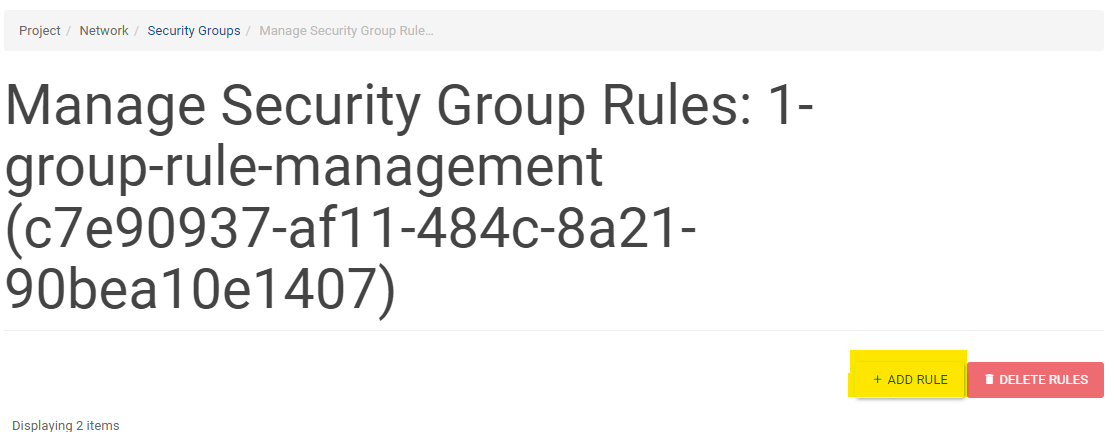 Project / Network / Security Groups / Manage Security Group Rule...
Manage Security Group Rules: 1-
group-rule-management
(c7e90937-af11-484c-8a21-
90bea10e1407)
+ ADD RULE DELETE RULES
Displaying 2 items